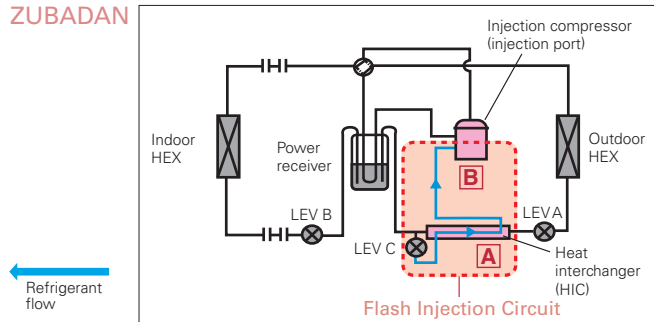 ZUBADAN
Injection compressor
(injection port)
Indoor
HEX
Power
receiver
Outdoor
HEX
B
LEV B
LEV A
LEV C
A
Heat
interchanger
(HIC)
Refrigerant
flow
Flash Injection Circuit